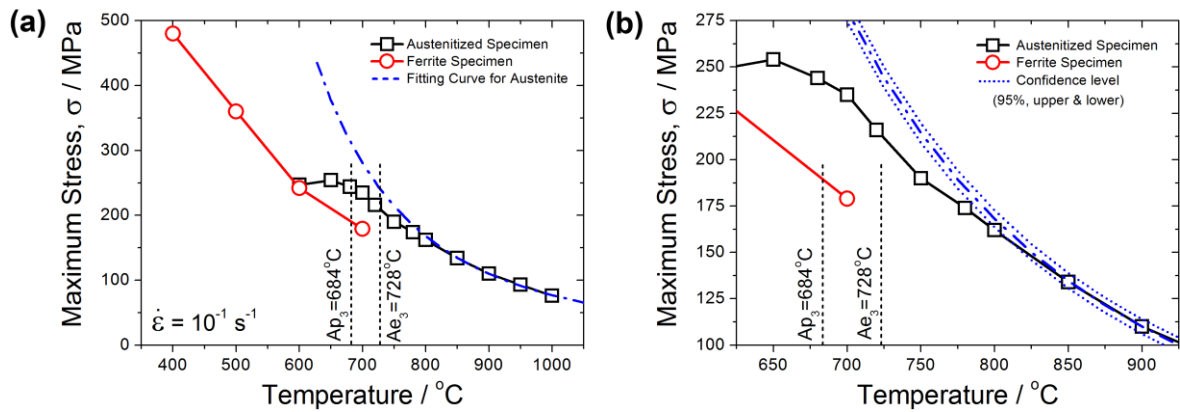 (a)
500
400
300
200
100
0
Maximum Stress, σ / MPa
Austenitized Specimen
Ferrite Specimen
Fitting Curve for Austenite
Ap3=684°C
Ae3=728°C
ε̇ = 10⁻¹ s⁻¹
400 500 600 700 800 900 1000
Temperature / °C
(b)
275
250
225
200
175
150
125
100
Maximum Stress, σ / MPa
Austenitized Specimen
Ferrite Specimen
Confidence level
(95%, upper & lower)
Ap3=684°C
Ae3=728°C
650 700 750 800 850 900
Temperature / °C